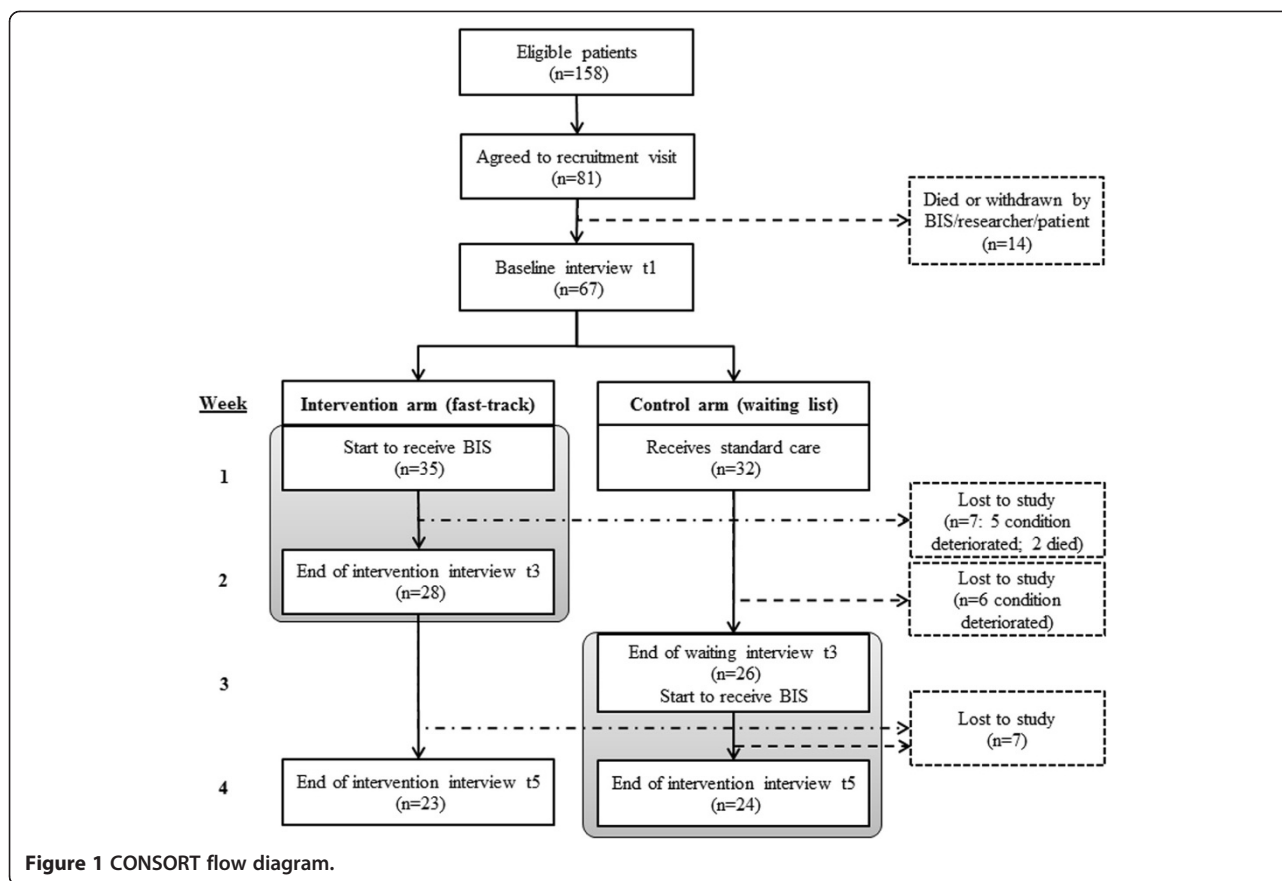 Eligible patients
(n=158)
Agreed to recruitment visit
(n=81)
Died or withdrawn by
BIS/researcher/patient
(n=14)
Baseline interview t1
(n=67)
Week
Intervention arm (fast-track)
Control arm (waiting list)
1
Start to receive BIS
(n=35)
Receives standard care
(n=32)
Lost to study
(n=7: 5 condition
deteriorated; 2 died)
2
End of intervention interview t3
(n=28)
Lost to study
(n=6 condition
deteriorated)
3
End of waiting interview t3
(n=26)
Start to receive BIS
Lost to study
(n=7)
4
End of intervention interview t5
(n=23)
End of intervention interview t5
(n=24)
Figure 1 CONSORT flow diagram.